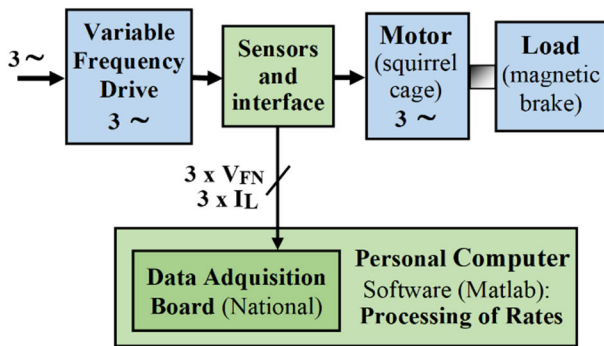 3 ~
Variable
Frequency
Drive
3 ~
Sensors
and
interface
Motor
(squirrel
cage)
3 ~
Load
(magnetic
brake)
3 x VFN
3 x IL
Data Adquisition
Board (National)
Personal Computer
Software (Matlab):
Processing of Rates